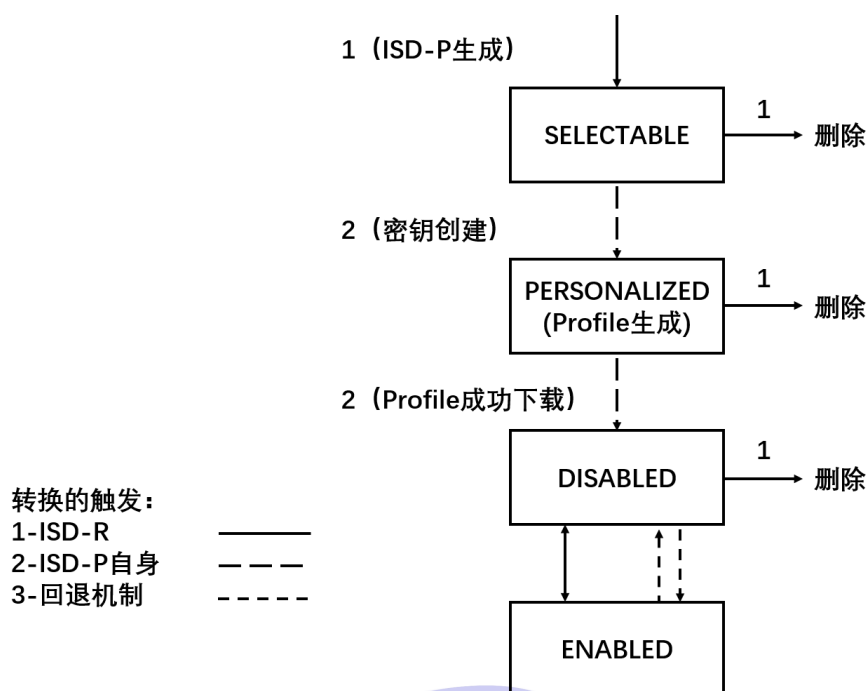 1（ISD-P生成）
SELECTABLE
1
删除
2（密钥创建）
PERSONALIZED
(Profile生成)
1
删除
2（Profile成功下载）
DISABLED
1
删除
转换的触发：
1-ISD-R
2-ISD-P自身
3-回退机制
ENABLED